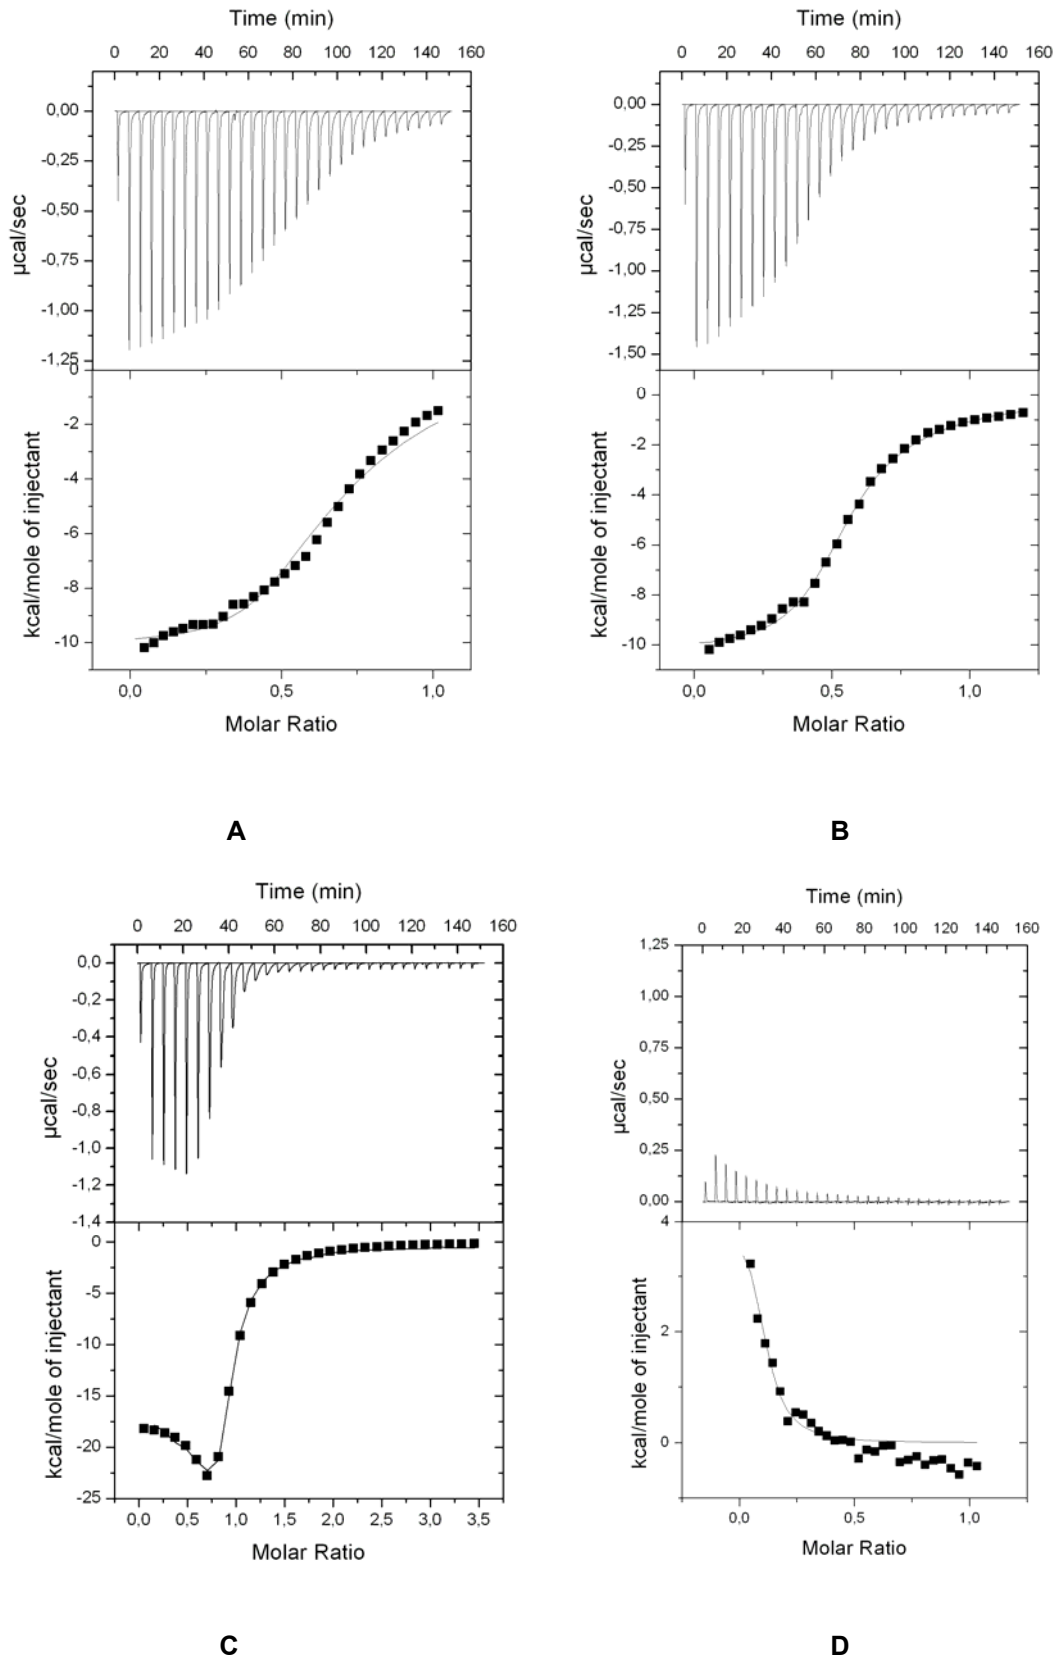 Time (min)
0 20 40 60 80 100 120 140 160
0,00
-0,25
-0,50
-0,75
-1,00
-1,25
µcal/sec
0
-2
-4
-6
-8
-10
kcal/mole of injectant
0,0 0,5 1,0
Molar Ratio
A
Time (min)
0 20 40 60 80 100 120 140 160
0,00
-0,25
-0,50
-0,75
-1,00
-1,25
-1,50
µcal/sec
0
-2
-4
-6
-8
-10
kcal/mole of injectant
0,0 0,5 1,0
Molar Ratio
B
Time (min)
0 20 40 60 80 100 120 140 160
0,0
-0,2
-0,4
-0,6
-0,8
-1,0
-1,2
-1,4
µcal/sec
0
-5
-10
-15
-20
-25
kcal/mole of injectant
0,0 0,5 1,0 1,5 2,0 2,5 3,0 3,5
Molar Ratio
C
Time (min)
0 20 40 60 80 100 120 140 160
1,25
1,00
0,75
0,50
0,25
0,00
µcal/sec
4
2
0
kcal/mole of injectant
0,0 0,5 1,0
Molar Ratio
D